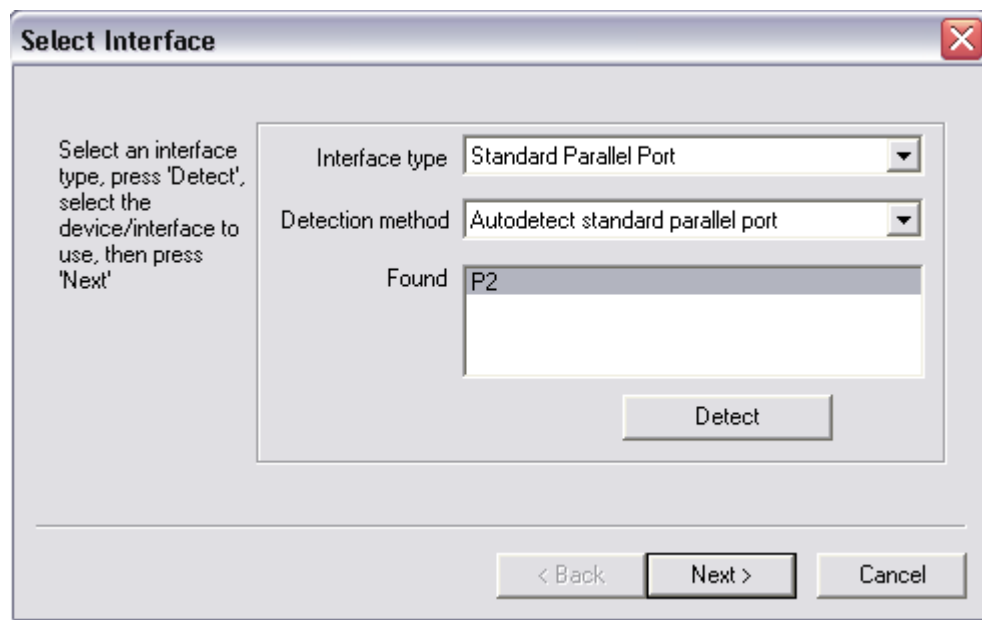 Select Interface
Select an interface
type, press 'Detect',
select the
device/interface to
use, then press
'Next'
Interface type
Standard Parallel Port
Detection method
Autodetect standard parallel port
Found
P2
Detect
< Back
Next >
Cancel